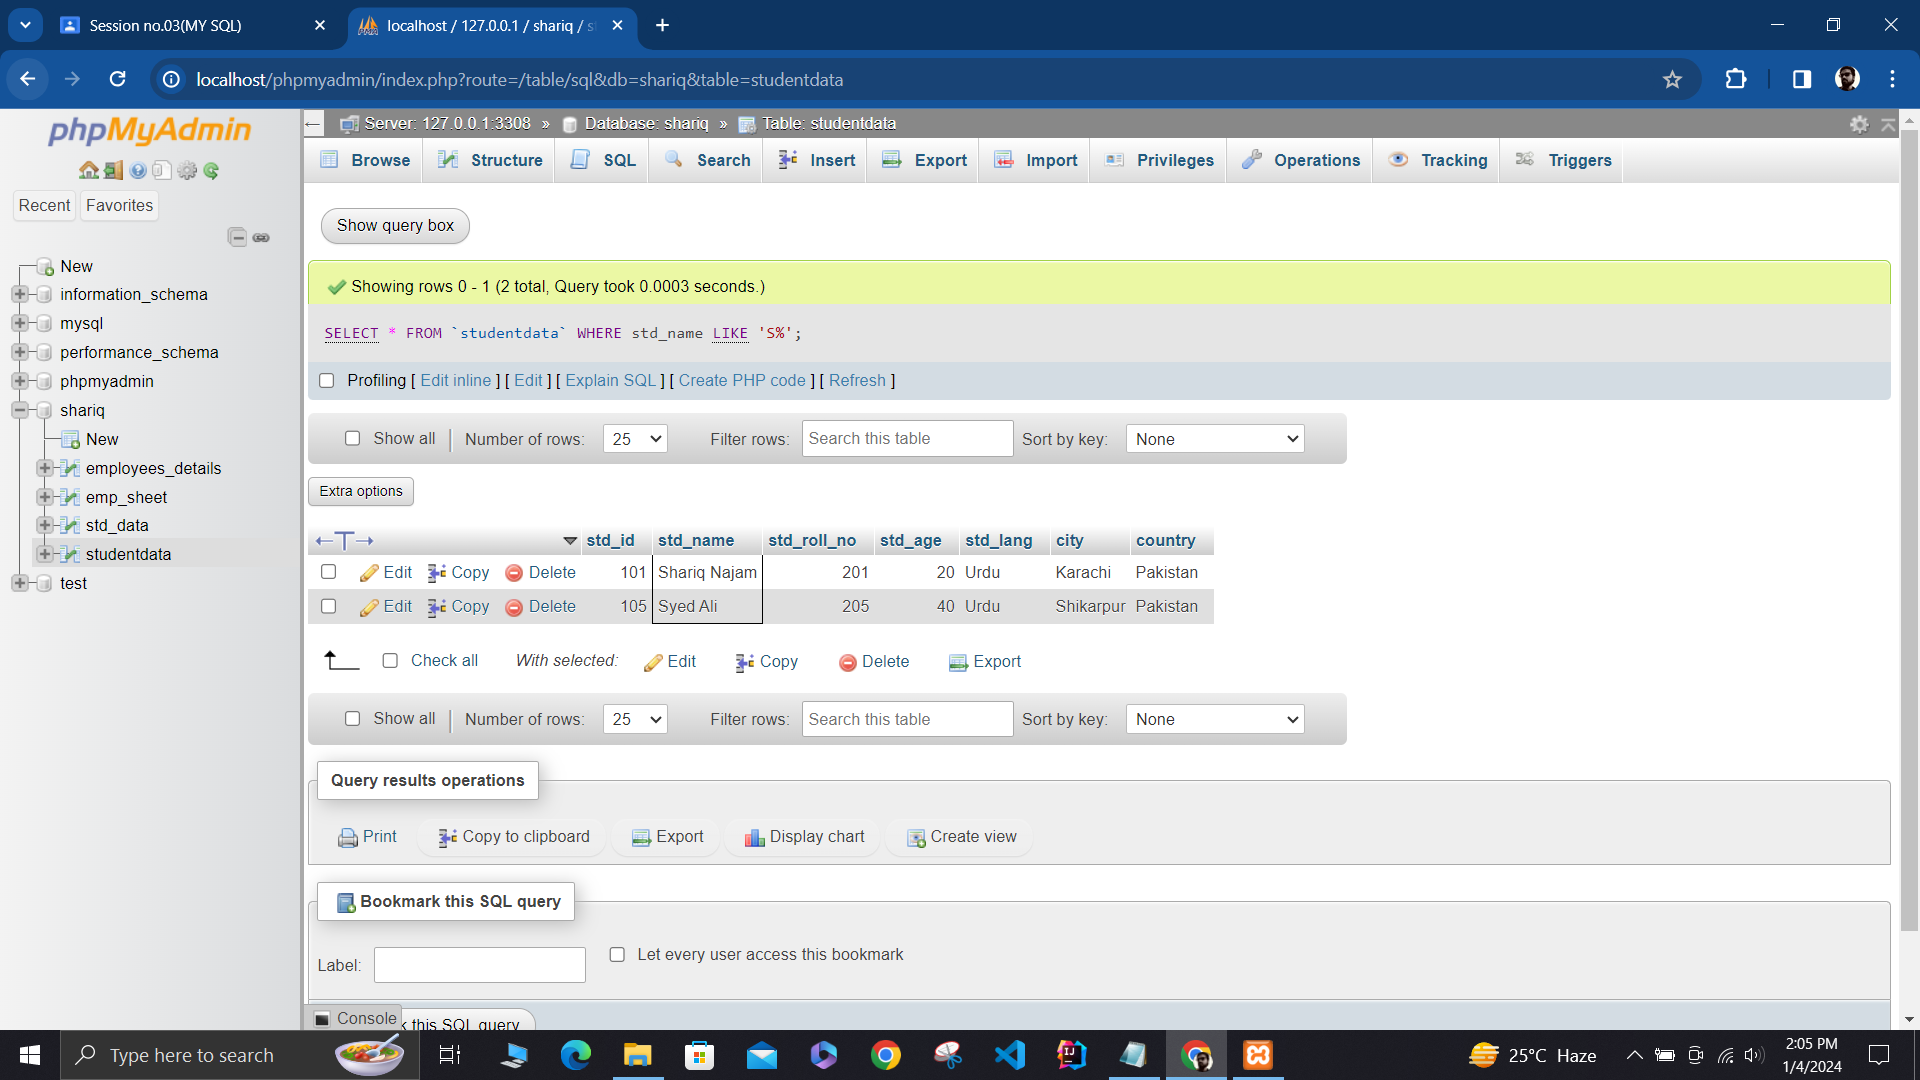 Session no.03(MY SQL)
localhost / 127.0.0.1 / shariq / s
localhost/phpmyadmin/index.php?route=/table/sql&db=shariq&table=studentdata
phpMyAdmin
Recent
Favorites
New
information_schema
mysql
performance_schema
phpmyadmin
shariq
New
employees_details
emp_sheet
std_data
studentdata
test
Server: 127.0.0.1:3308 » Database: shariq » Table: studentdata
Browse Structure SQL Search Insert Export Import Privileges Operations Tracking Triggers
Show query box
Showing rows 0 - 1 (2 total, Query took 0.0003 seconds.)
SELECT * FROM `studentdata` WHERE std_name LIKE 'S%';
Profiling [ Edit inline ] [ Edit ] [ Explain SQL ] [ Create PHP code ] [ Refresh ]
Show all Number of rows: 25 Filter rows: Search this table Sort by key: None
Extra options
←T→ std_id std_name std_roll_no std_age std_lang city country
Edit Copy Delete 101 Shariq Najam 201 20 Urdu Karachi Pakistan
Edit Copy Delete 105 Syed Ali 205 40 Urdu Shikarpur Pakistan
Check all With selected: Edit Copy Delete Export
Show all Number of rows: 25 Filter rows: Search this table Sort by key: None
Query results operations
Print Copy to clipboard Export Display chart Create view
Bookmark this SQL query
Label: Let every user access this bookmark
Console k this SQL query
Type here to search
25°C Haze
2:05 PM
1/4/2024